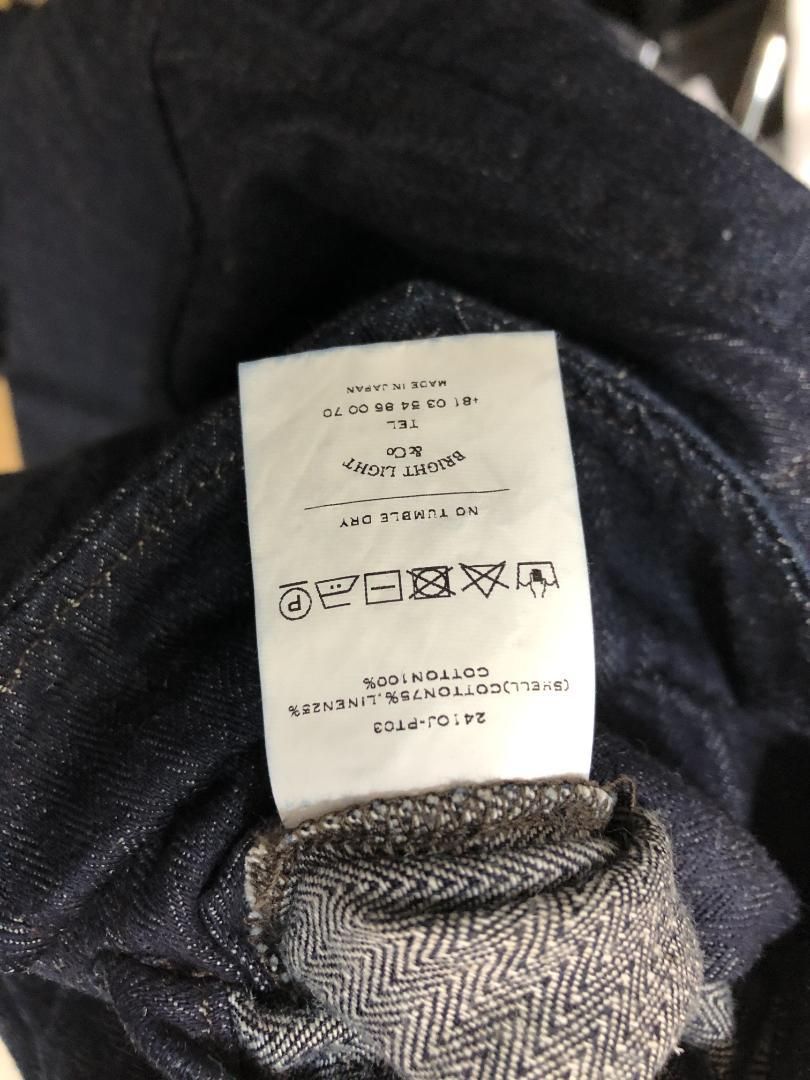 2410J-PT03
(SHELL)COTTON75%,LINEN25%
COTTON100%
NO TUMBLE DRY
BRIGHT LIGHT
&Co
TEL
+81 03 54 86 00 70
MADE IN JAPAN